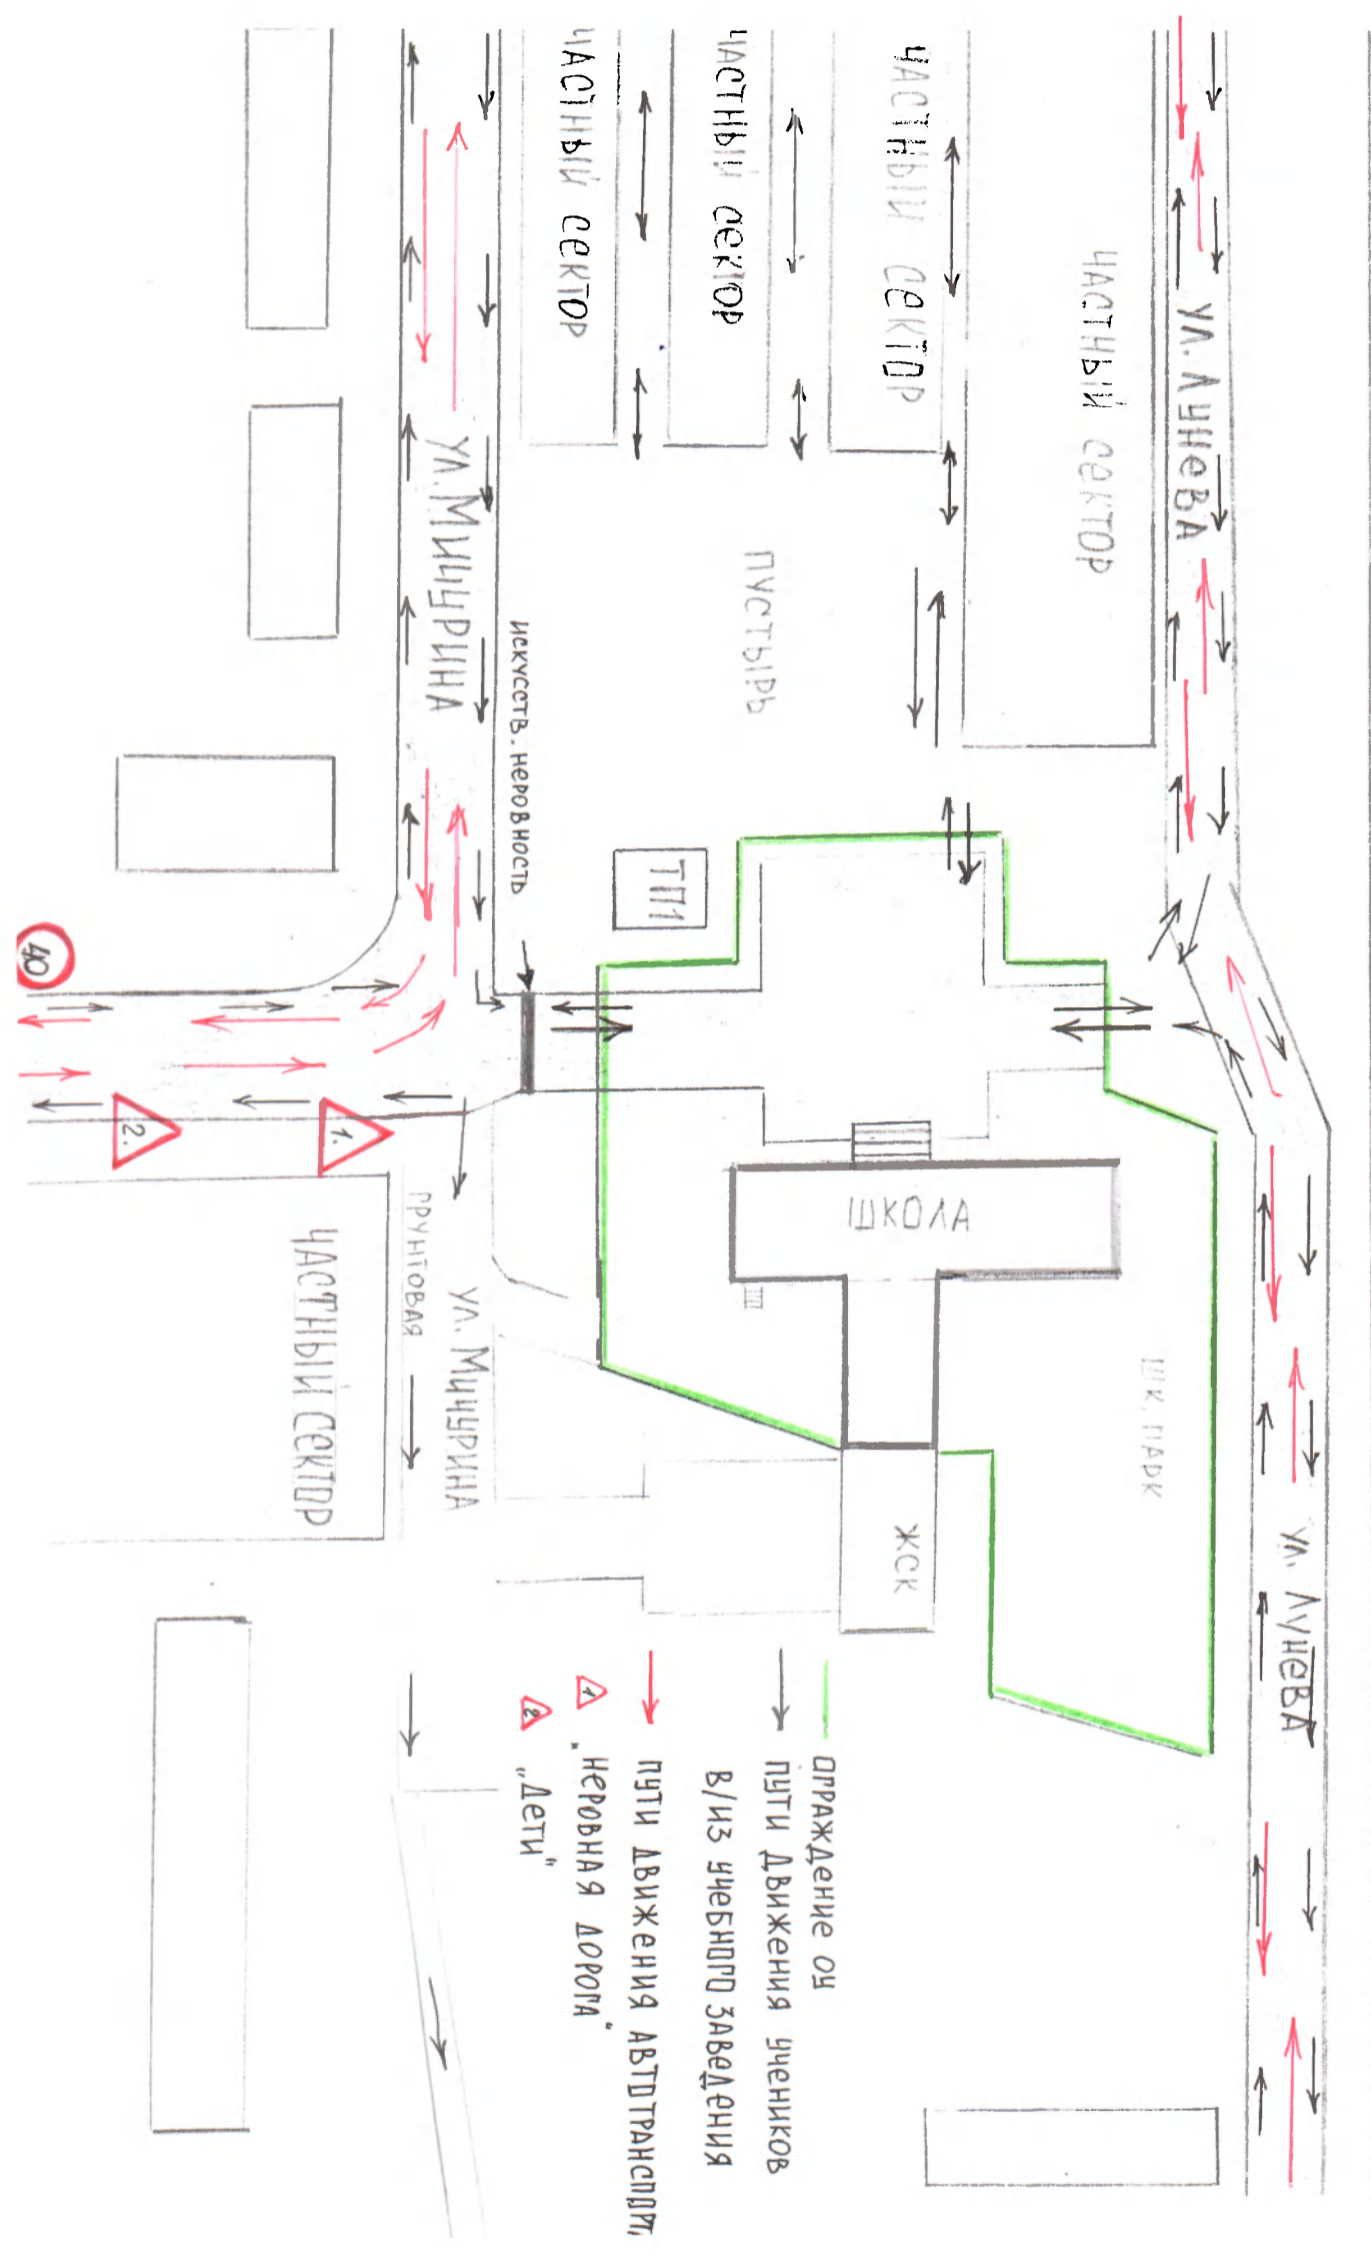 УЛ. ЛУНЕВА
УЛ. ЛУНЕВА
ЧАСТНЫЙ СЕКТОР
ШК. ПАРК
ЧАСТНЫЙ СЕКТОР
ШКОЛА
ЖСК
ЧАСТНЫЙ СЕКТОР
ПУСТЫРЬ
ТП1
ЧАСТНЫЙ СЕКТОР
ИСКУССТВ. НЕРОВНОСТЬ
УЛ. МИЧУРИНА
УЛ. МИЧУРИНА
ГРУНТОВАЯ
ЧАСТНЫЙ СЕКТОР
1.
2.
40
ОГРАЖДЕНИЕ ОУ
ПУТИ ДВИЖЕНИЯ УЧЕНИКОВ
В/ИЗ УЧЕБНОГО ЗАВЕДЕНИЯ
ПУТИ ДВИЖЕНИЯ АВТОТРАНСПОРТ,
1 „НЕРОВНАЯ ДОРОГА"
2 „ДЕТИ"